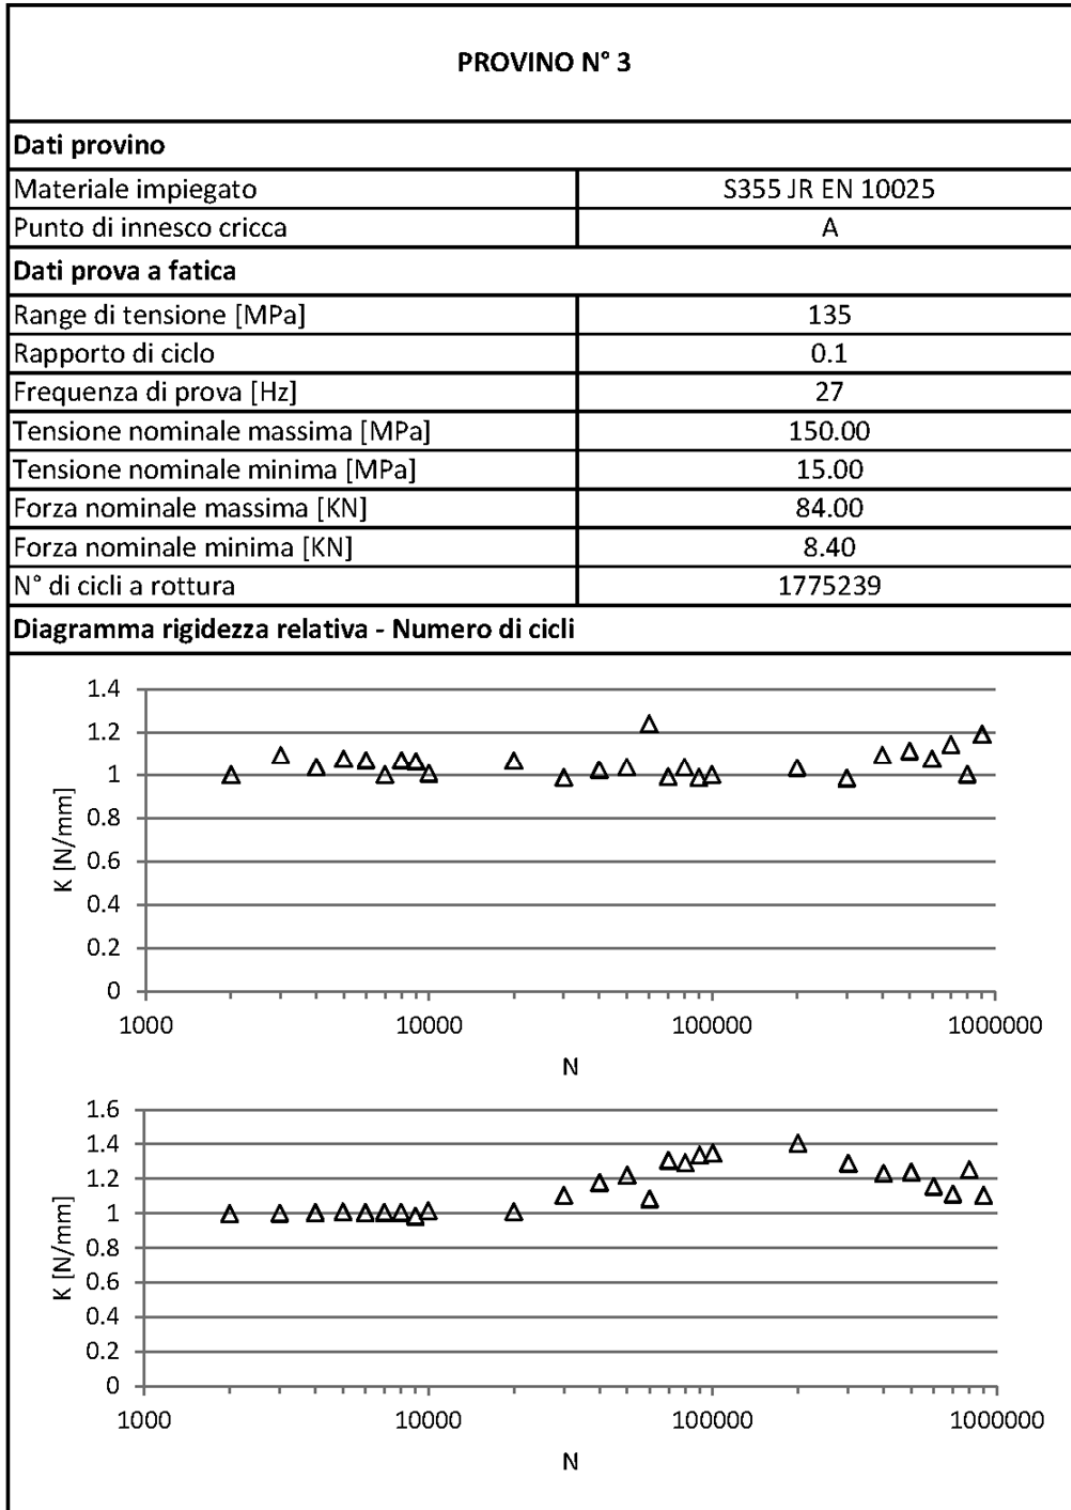 PROVINO N° 3
Dati provino
Materiale impiegato S355 JR EN 10025
Punto di innesco cricca A
Dati prova a fatica
Range di tensione [MPa] 135
Rapporto di ciclo 0.1
Frequenza di prova [Hz] 27
Tensione nominale massima [MPa] 150.00
Tensione nominale minima [MPa] 15.00
Forza nominale massima [KN] 84.00
Forza nominale minima [KN] 8.40
N° di cicli a rottura 1775239
Diagramma rigidezza relativa - Numero di cicli
1.4
1.2
1
0.8
0.6
0.4
0.2
0
K [N/mm]
1000 10000 100000 1000000
N
1.6
1.4
1.2
1
0.8
0.6
0.4
0.2
0
K [N/mm]
1000 10000 100000 1000000
N